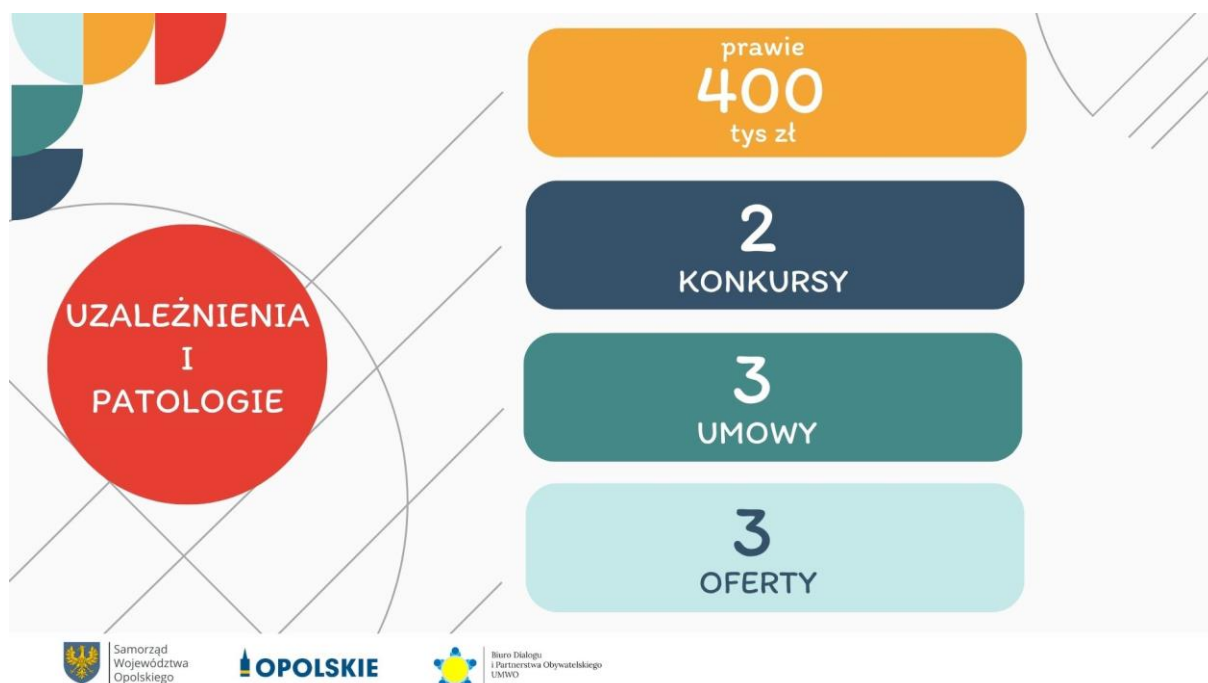 UZALEŻNIENIA
I
PATOLOGIE
prawie
400
tys zł
2
KONKURSY
3
UMOWY
3
OFERTY
Samorząd
Województwa
Opolskiego
OPOLSKIE
Biuro Dialogu
i Partnerstwa Obywatelskiego
UMWO